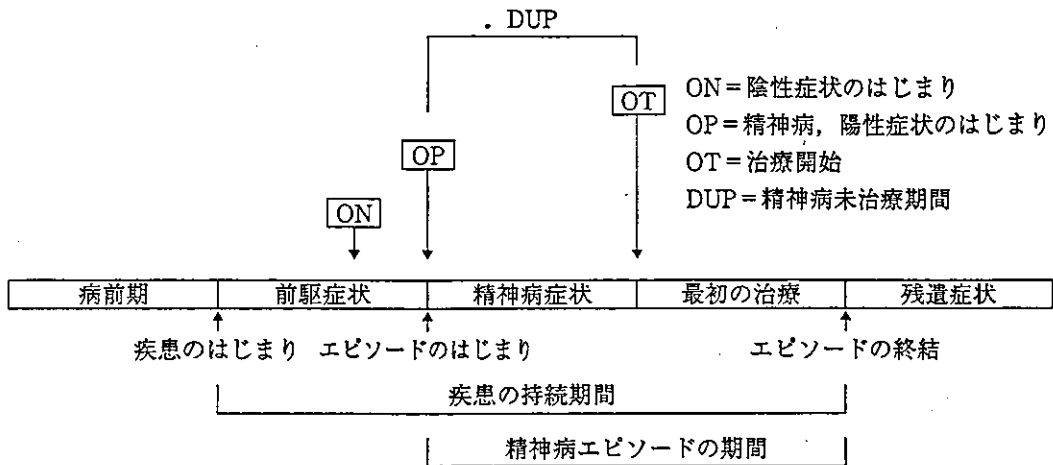 DUP
ON=陰性症状のはじまり
OT
OP=精神病，陽性症状のはじまり
OP
OT=治療開始
DUP=精神病未治療期間
ON
病前期 前駆症状 精神病症状 最初の治療 残遺症状
疾患のはじまり エピソードのはじまり エピソードの終結
疾患の持続期間
精神病エピソードの期間